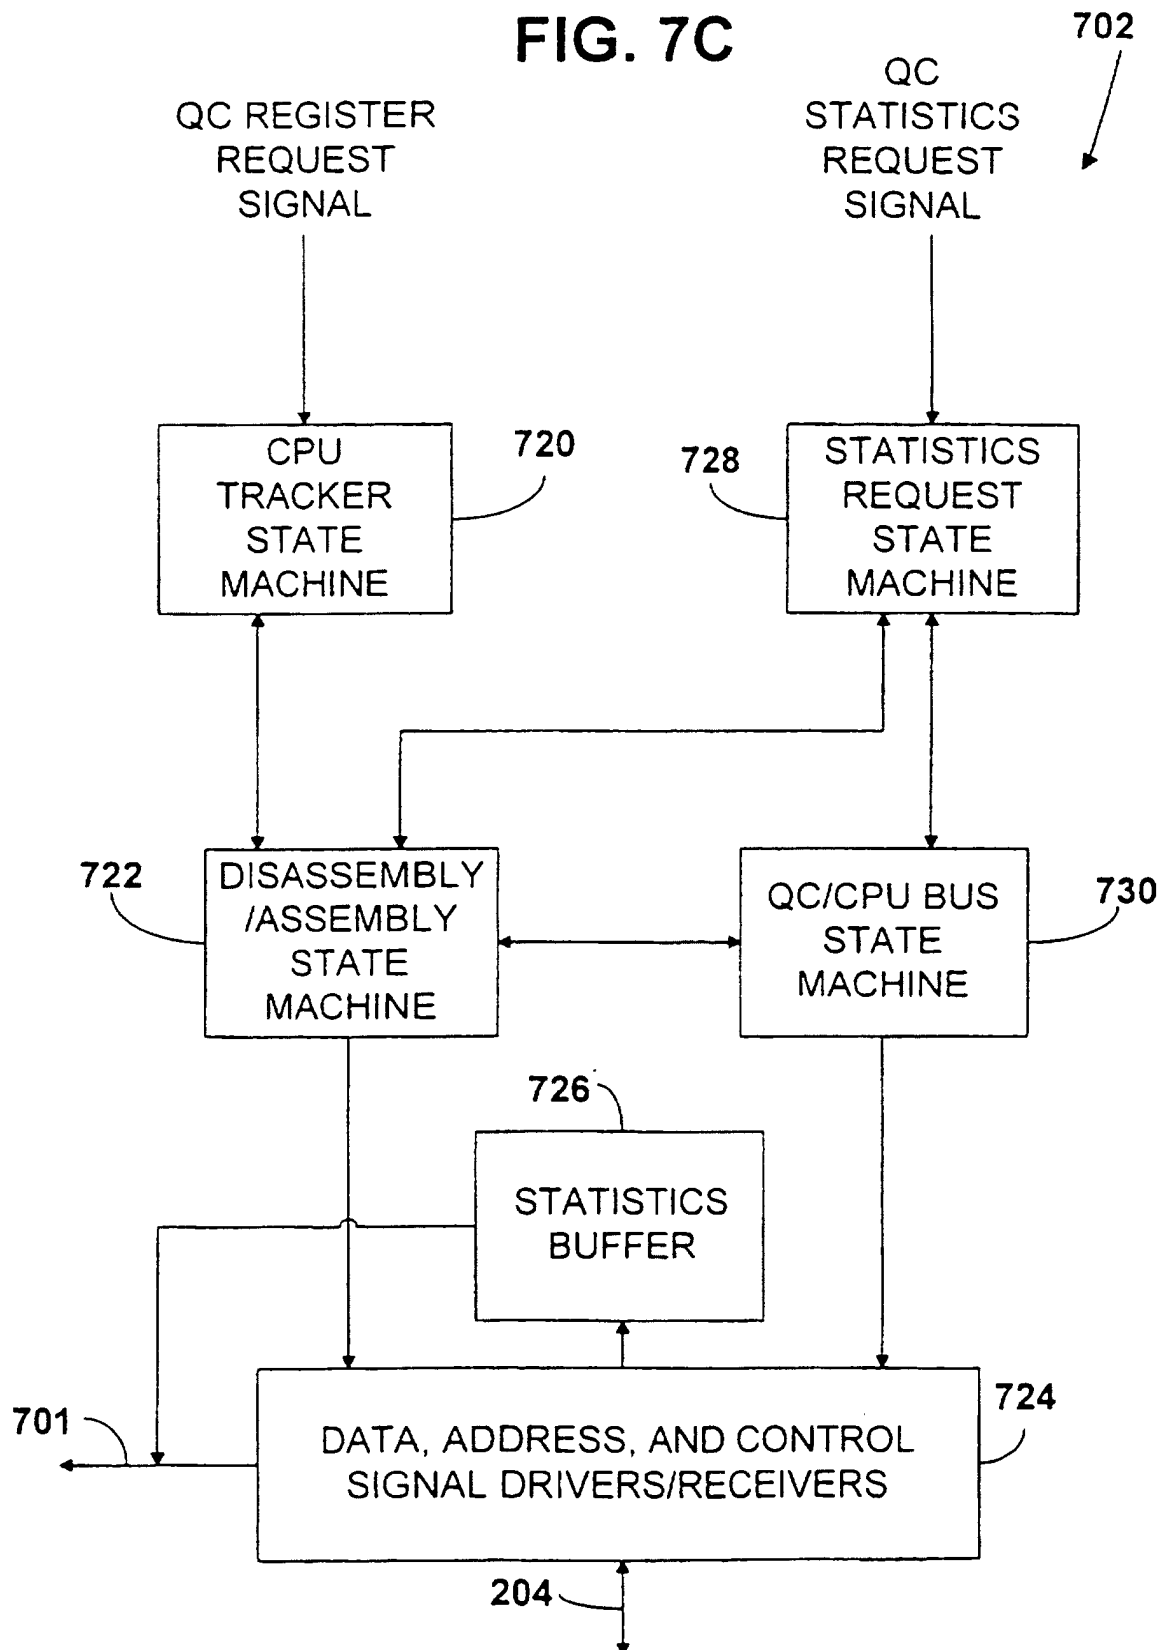 FIG. 7C
702
QC REGISTER
REQUEST
SIGNAL
QC
STATISTICS
REQUEST
SIGNAL
CPU
TRACKER
STATE
MACHINE
720
728
STATISTICS
REQUEST
STATE
MACHINE
722
DISASSEMBLY
/ASSEMBLY
STATE
MACHINE
QC/CPU BUS
STATE
MACHINE
730
726
STATISTICS
BUFFER
701
DATA, ADDRESS, AND CONTROL
SIGNAL DRIVERS/RECEIVERS
724
204